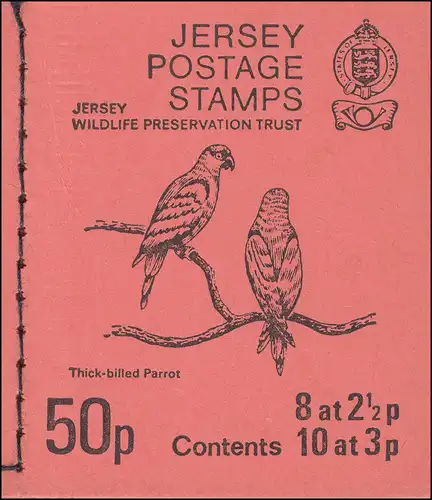 JERSEY
POSTAGE
STAMPS
JERSEY
WILDLIFE PRESERVATION TRUST
Thick-billed Parrot
50p
8 at 2½p
Contents 10 at 3p